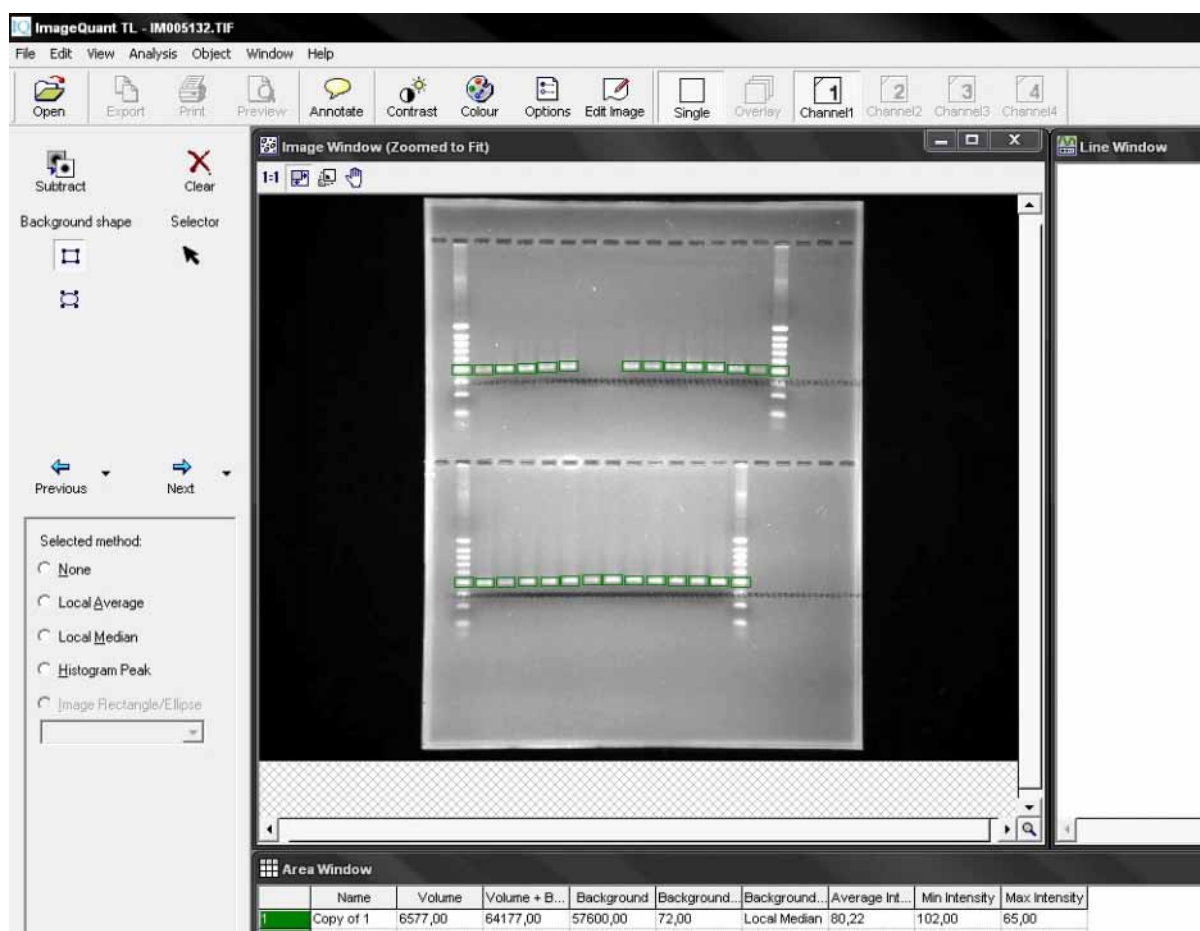 ImageQuant TL - IM005132.TIF
File Edit View Analysis Object Window Help
Open Export Print Preview Annotate Contrast Colour Options Edit Image Single Overlay Channel1 Channel2 Channel3 Channel4
Image Window (Zoomed to Fit)
Line Window
1:1
Subtract Clear
Background shape Selector
Previous Next
Selected method:
None
Local Average
Local Median
Histogram Peak
Image Rectangle/Ellipse
Area Window
Name Volume Volume + B... Background Background... Background... Average Int... Min Intensity Max Intensity
1 Copy of 1 6577,00 64177,00 57600,00 72,00 Local Median 80,22 102,00 65,00